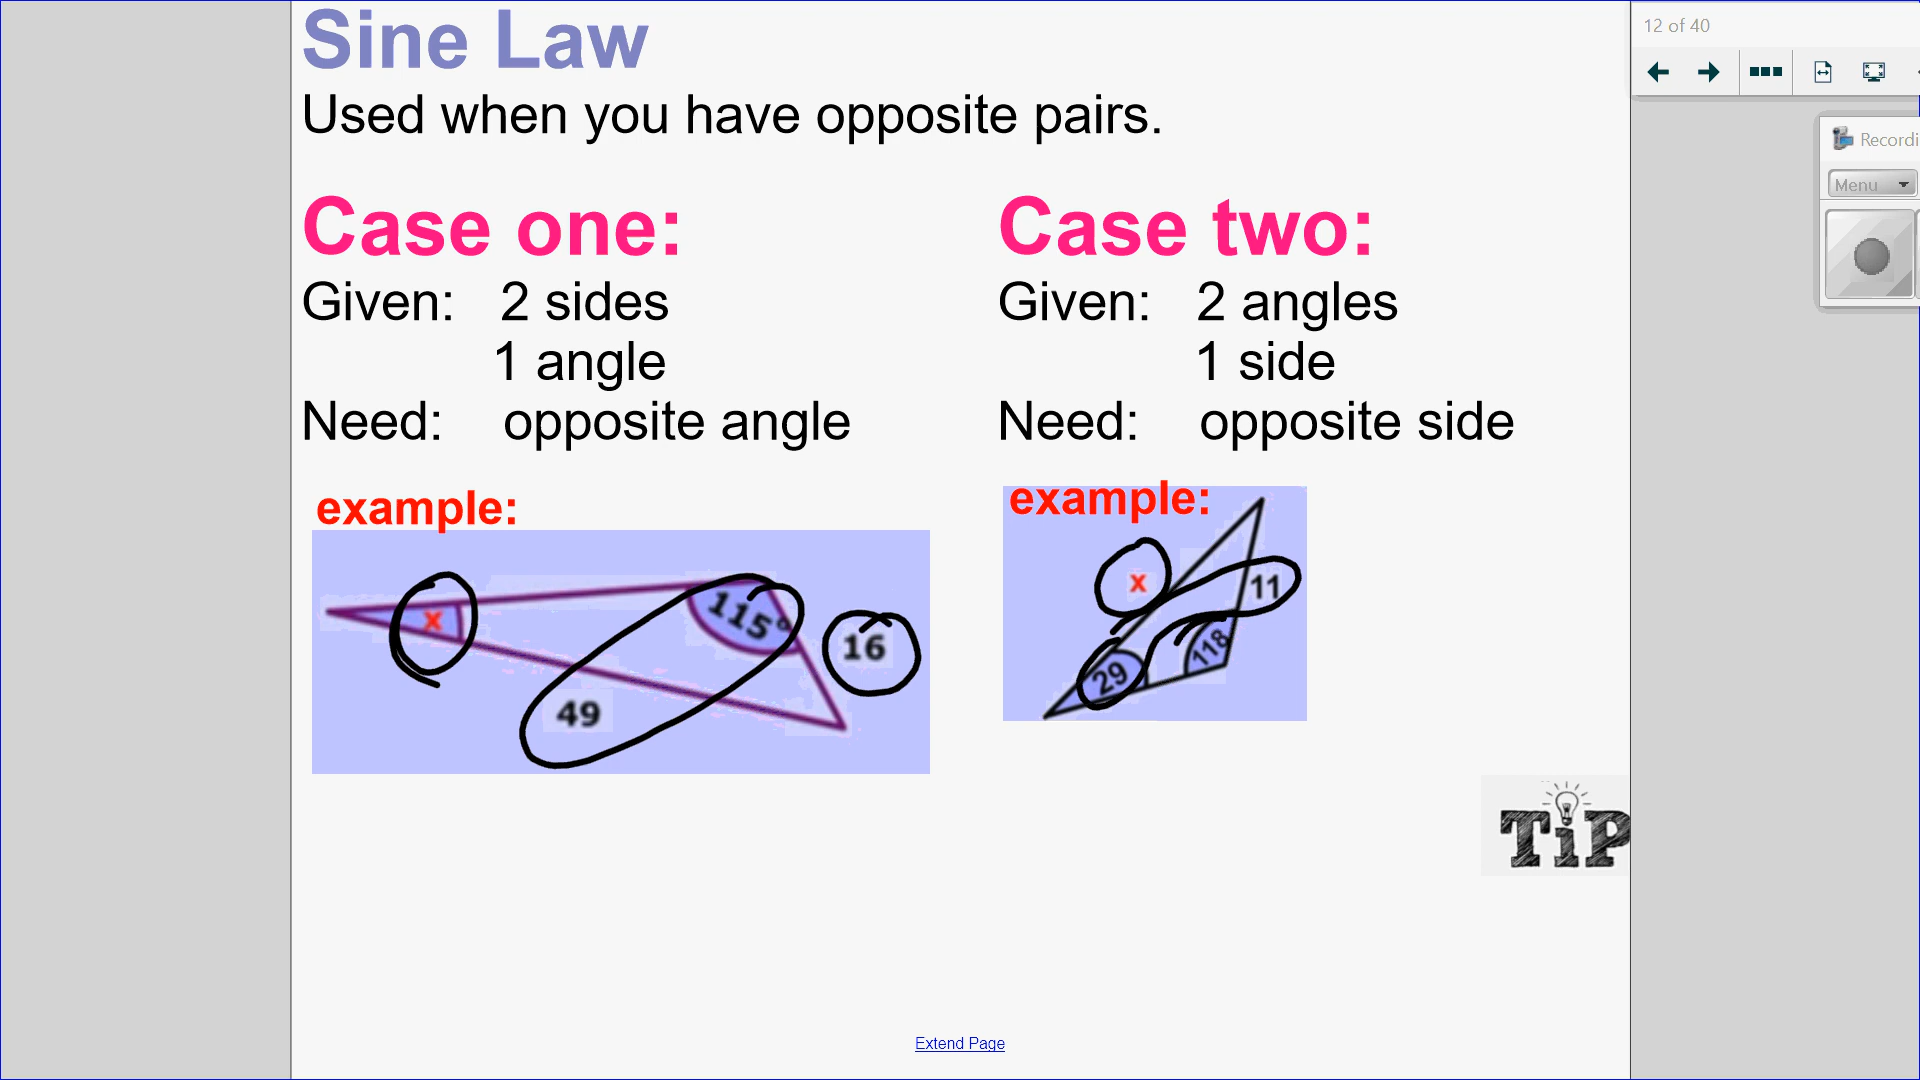 Sine Law
Used when you have opposite pairs.
Case one:
Given: 2 sides
1 angle
Need: opposite angle
example:
x
115°
16
49
Case two:
Given: 2 angles
1 side
Need: opposite side
example:
x
11
29
118
TiP
Extend Page
12 of 40
Recordi
Menu